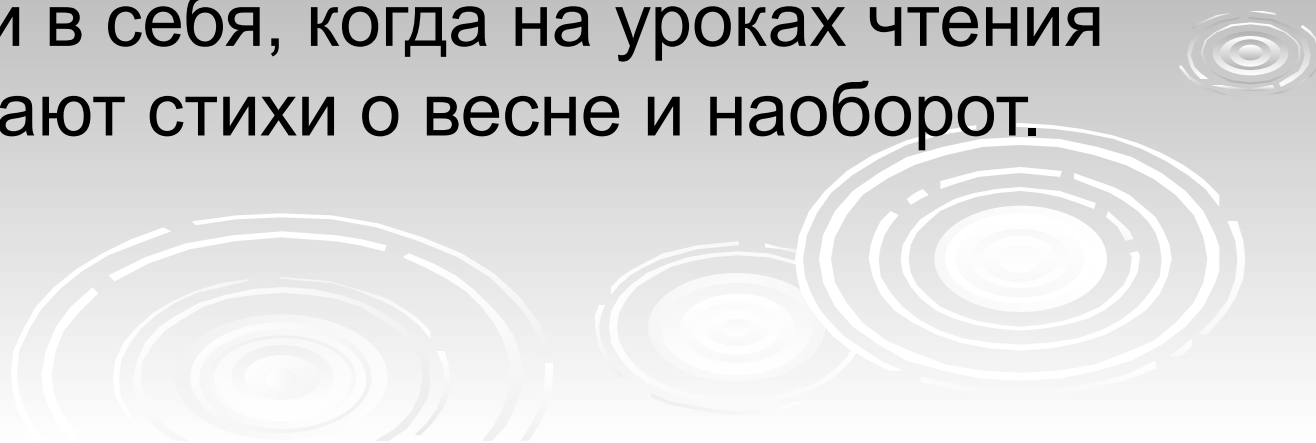 и в себя, когда на уроках чтения
ают стихи о весне и наоборот.